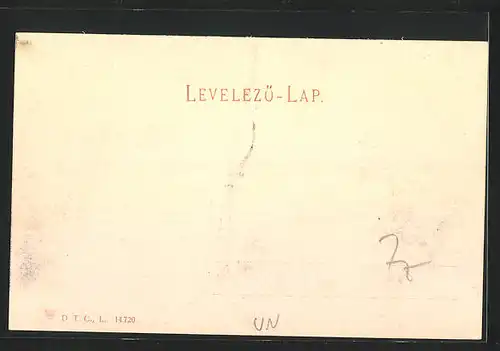 LEVELEZŐ-LAP.
D. T. C., L. 14720
UN